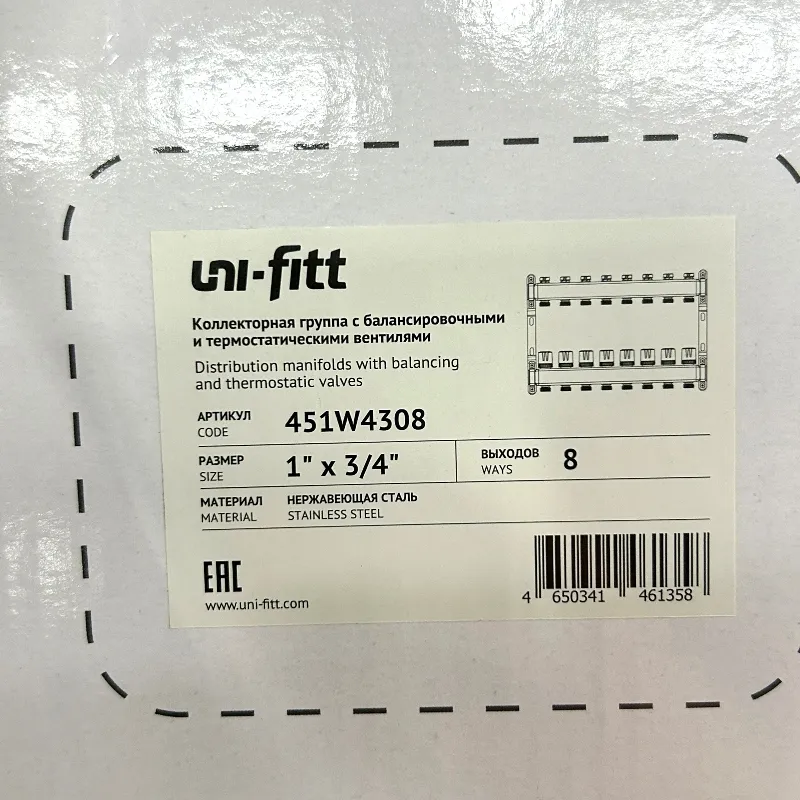 uni-fitt
Коллекторная группа с балансировочными
и термостатическими вентилями
Distribution manifolds with balancing
and thermostatic valves
АРТИКУЛ
CODE
451W4308
РАЗМЕР
SIZE
1" x 3/4"
ВЫХОДОВ
WAYS
8
МАТЕРИАЛ
MATERIAL
НЕРЖАВЕЮЩАЯ СТАЛЬ
STAINLESS STEEL
EAC
www.uni-fitt.com
4 650341 461358